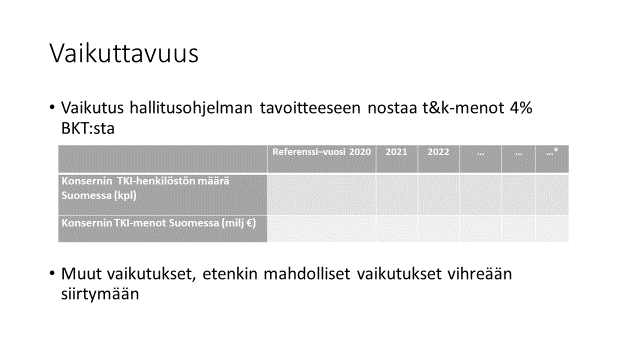 Vaikuttavuus
• Vaikutus hallitusohjelman tavoitteeseen nostaa t&k-menot 4%
BKT:sta
Referenssi–vuosi 2020 2021 2022 … … …*
Konsernin TKI-henkilöstön määrä
Suomessa (kpl)
Konsernin TKI-menot Suomessa (milj €)
• Muut vaikutukset, etenkin mahdolliset vaikutukset vihreään
siirtymään